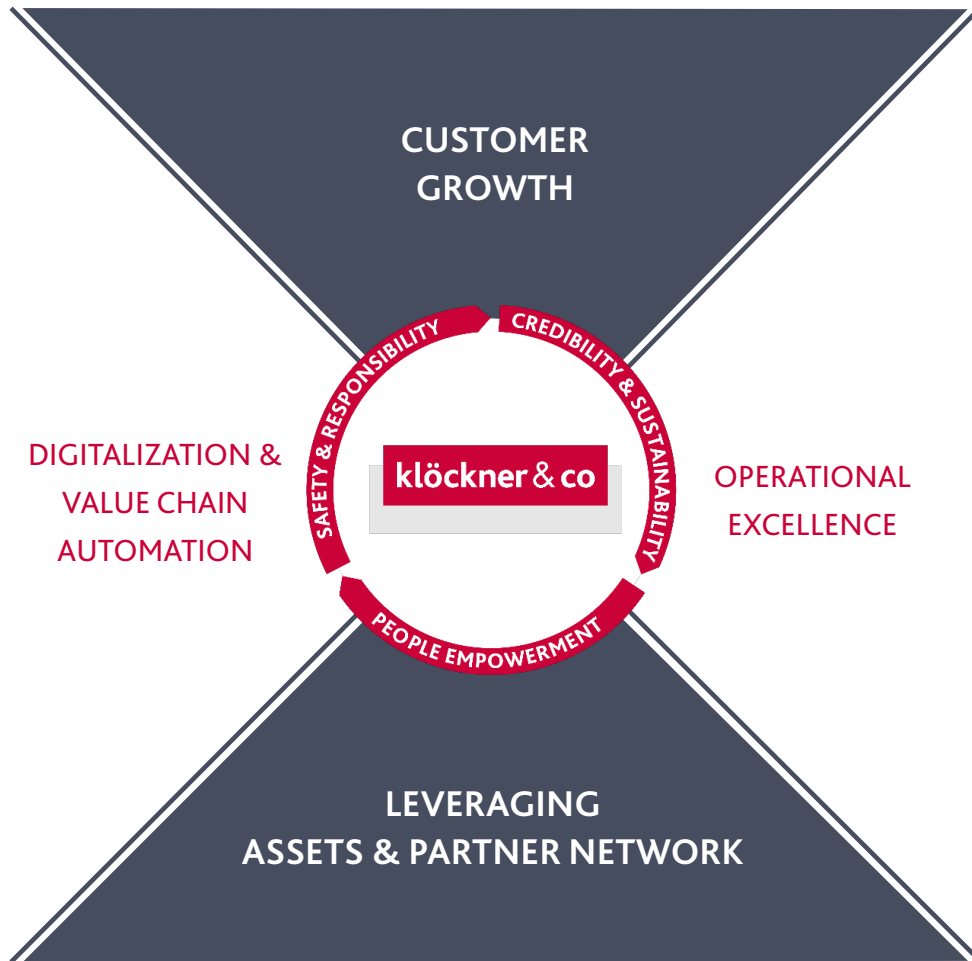 CUSTOMER
GROWTH
SAFETY & RESPONSIBILITY
CREDIBILITY & SUSTAINABILITY
DIGITALIZATION &
VALUE CHAIN
AUTOMATION
klöckner & co
OPERATIONAL
EXCELLENCE
PEOPLE EMPOWERMENT
LEVERAGING
ASSETS & PARTNER NETWORK